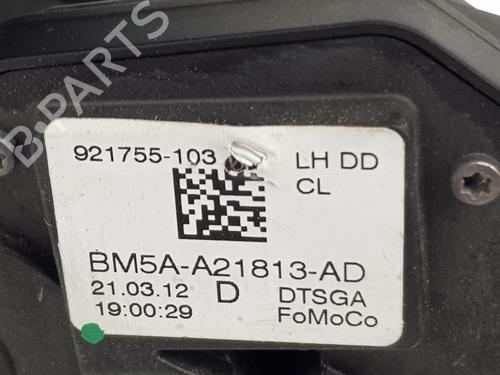 B-PARTS
921755-103
LH DD
CL
BM5A-A21813-AD
21.03.12 D DTSGA
19:00:29 FoMoCo